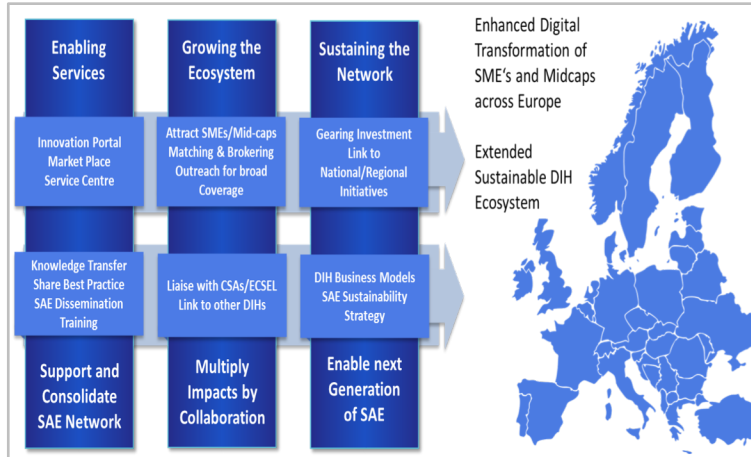 Enabling
Services
Growing the
Ecosystem
Sustaining the
Network
Enhanced Digital
Transformation of
SME's and Midcaps
across Europe
Innovation Portal
Market Place
Service Centre
Attract SMEs/Mid-caps
Matching & Brokering
Outreach for broad
Coverage
Gearing Investment
Link to
National/Regional
Initiatives
Extended
Sustainable DIH
Ecosystem
Knowledge Transfer
Share Best Practice
SAE Dissemination
Training
Liaise with CSAs/ECSEL
Link to other DIHs
DIH Business Models
SAE Sustainability
Strategy
Support and
Consolidate
SAE Network
Multiply
Impacts by
Collaboration
Enable next
Generation
of SAE